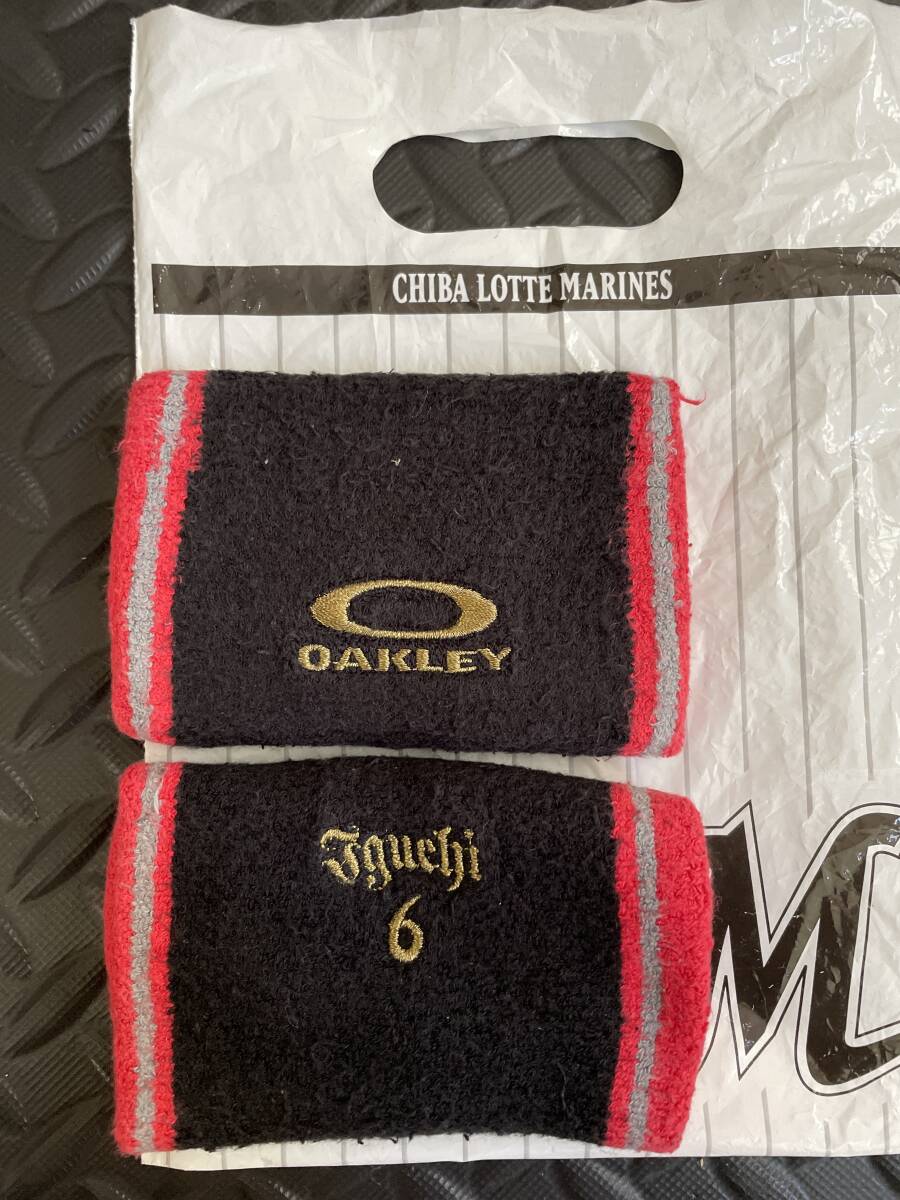 CHIBA LOTTE MARINES
OAKLEY
Iguchi
6
M